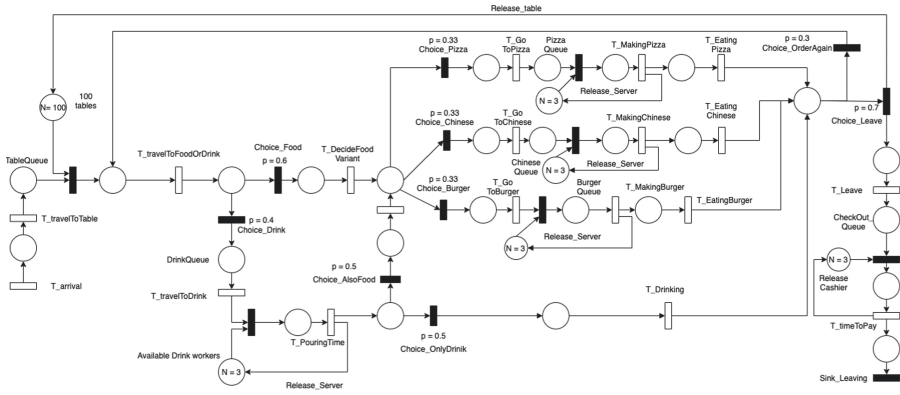 Release_table
p = 0.33
Choice_Pizza
T_Go
ToPizza
Pizza
Queue
T_MakingPizza
T_Eating
Pizza
p = 0.3
Choice_OrderAgain
N= 100
100
tables
N = 3
Release_Server
p = 0.7
Choice_Leave
p = 0.33
Choice_Chinese
T_Go
ToChinese
T_MakingChinese
T_Eating
Chinese
TableQueue
T_travelToFoodOrDrink
Choice_Food
p = 0.6
T_DecideFood
Variant
Chinese
Queue
N = 3
Release_Server
p = 0.33
Choice_Burger
T_Go
ToBurger
Burger
Queue
T_MakingBurger
T_EatingBurger
T_Leave
T_travelToTable
p = 0.4
Choice_Drink
N = 3
Release_Server
CheckOut_
Queue
DrinkQueue
p = 0.5
Choice_AlsoFood
N = 3
Release
Cashier
T_arrival
T_travelToDrink
T_Drinking
T_PouringTime
p = 0.5
Choice_OnlyDrinik
T_timeToPay
Available Drink workers
N = 3
Release_Server
Sink_Leaving